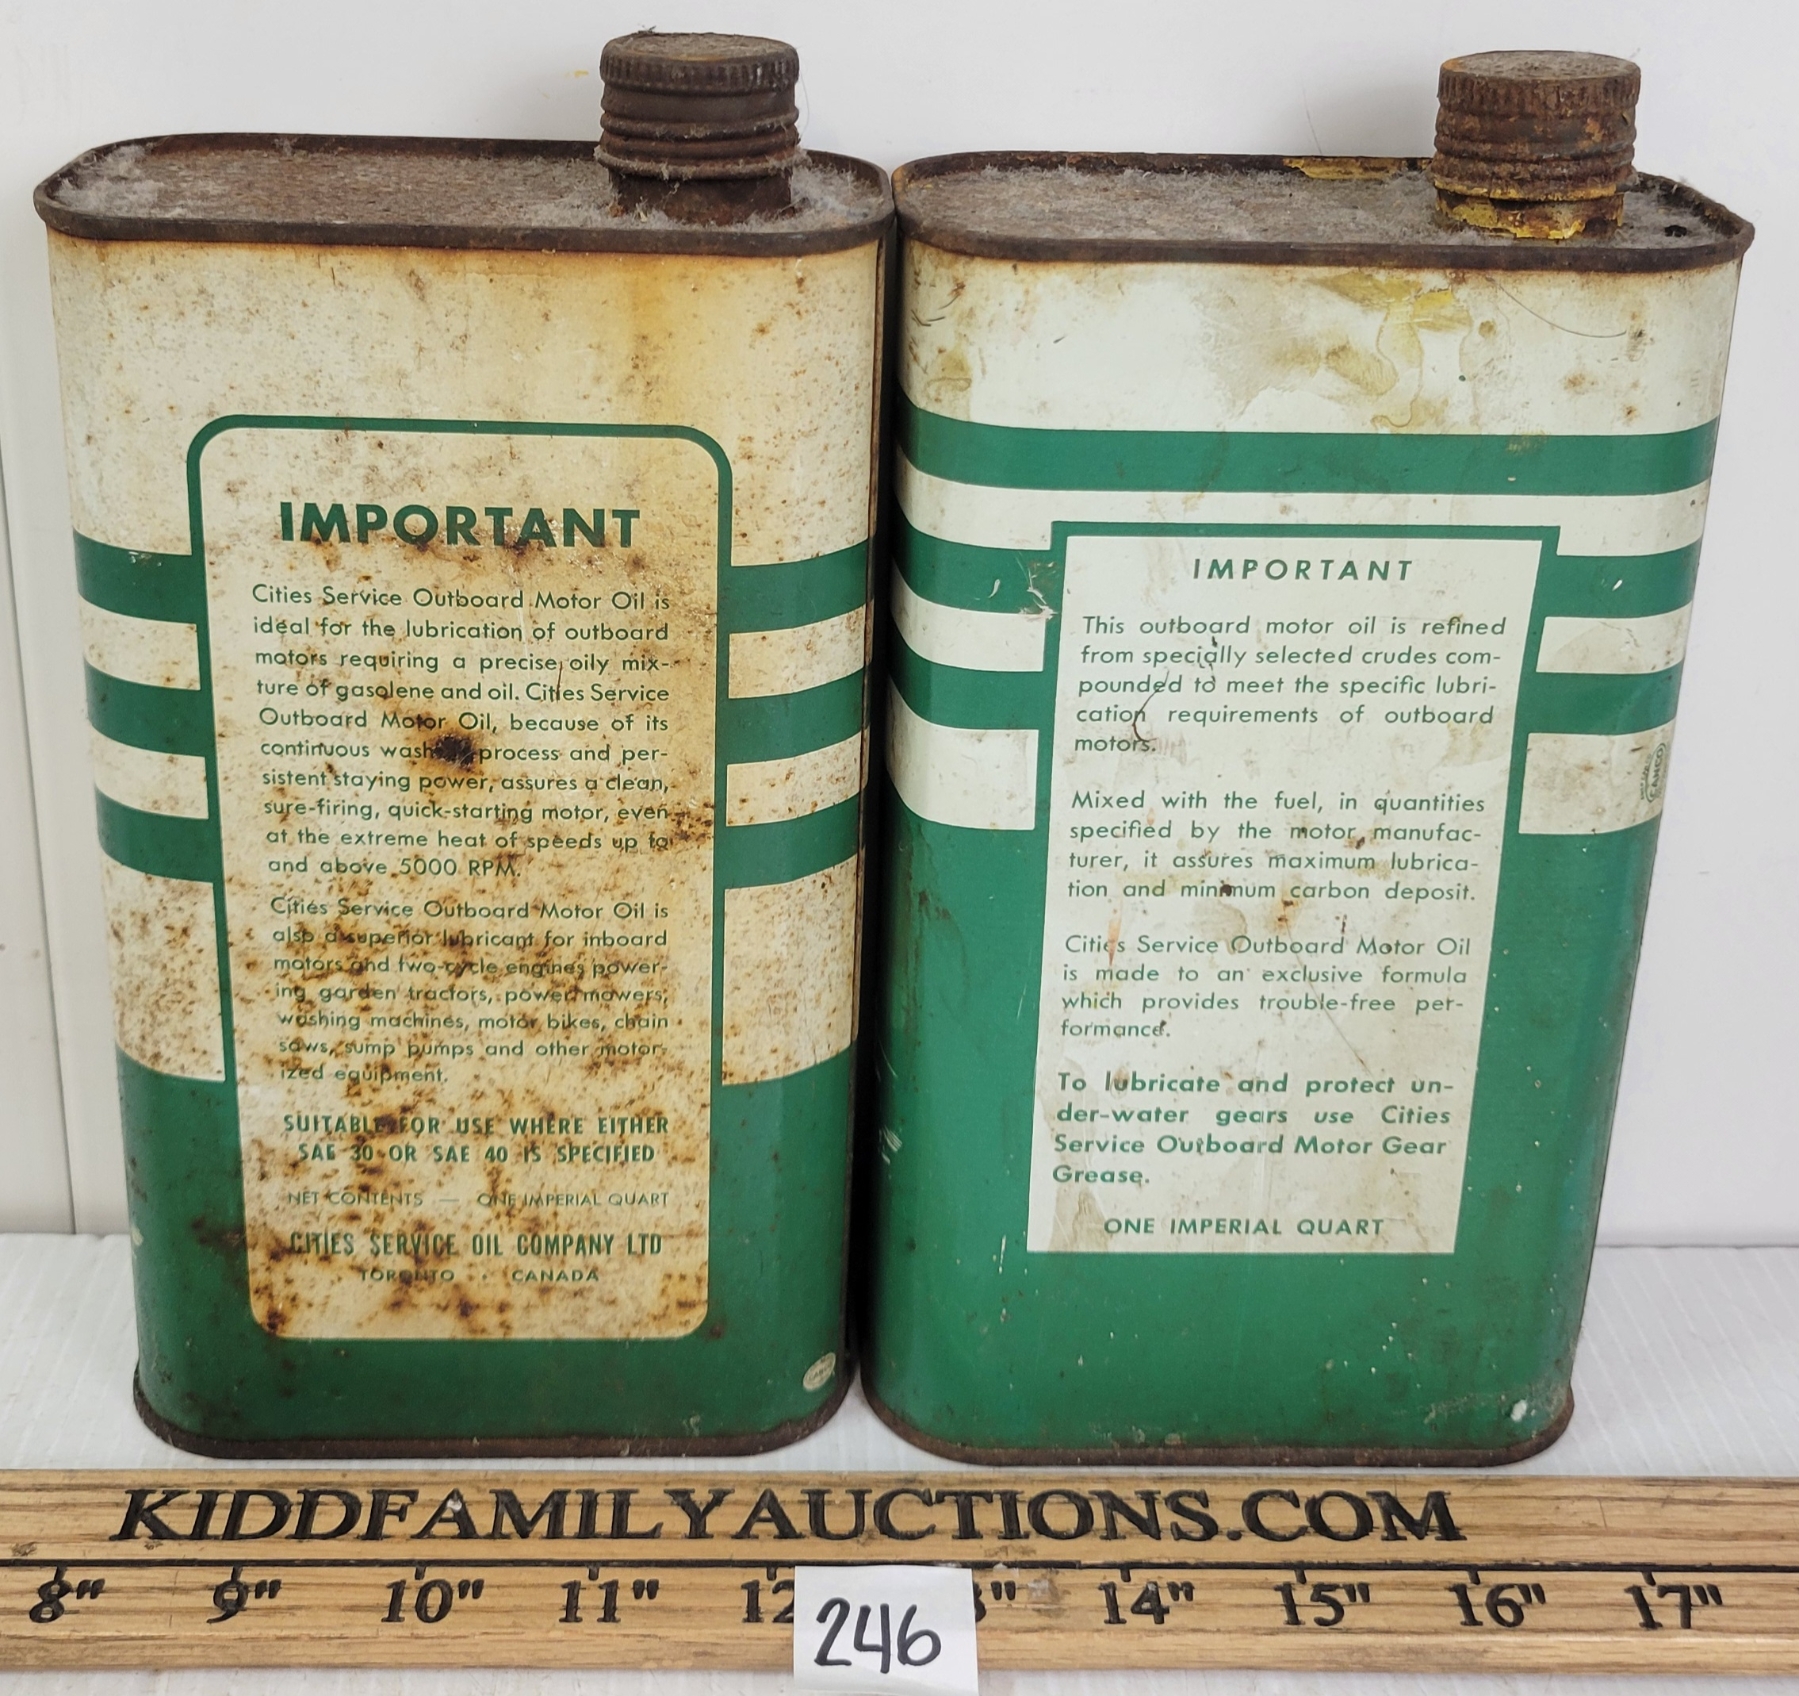 IMPORTANT
Cities Service Outboard Motor Oil is
ideal for the lubrication of outboard
motors requiring a precise oily mix-
ture of gasolene and oil. Cities Service
Outboard Motor Oil, because of its
continuous wash process and per-
sistent staying power, assures a clean,
sure-firing, quick-starting motor, even
at the extreme heat of speeds up to
and above 5000 RPM.
Cities Service Outboard Motor Oil is
also a superior lubricant for inboard
motors and two-cycle engines power-
ing garden tractors, power mowers,
washing machines, motor bikes, chain
saws, sump pumps and other motor-
ized equipment.
SUITABLE FOR USE WHERE EITHER
SAE 30 OR SAE 40 IS SPECIFIED
NET CONTENTS — ONE IMPERIAL QUART
CITIES SERVICE OIL COMPANY LTD
TORONTO · CANADA
IMPORTANT
This outboard motor oil is refined
from specially selected crudes com-
pounded to meet the specific lubri-
cation requirements of outboard
motors.
Mixed with the fuel, in quantities
specified by the motor manufac-
turer, it assures maximum lubrica-
tion and minimum carbon deposit.
Cities Service Outboard Motor Oil
is made to an exclusive formula
which provides trouble-free per-
formance.
To lubricate and protect un-
der-water gears use Cities
Service Outboard Motor Gear
Grease.
ONE IMPERIAL QUART
CANCO
KIDDFAMILYAUCTIONS.COM
8" 9" 10" 11" 12 3" 14" 15" 16" 17"
246